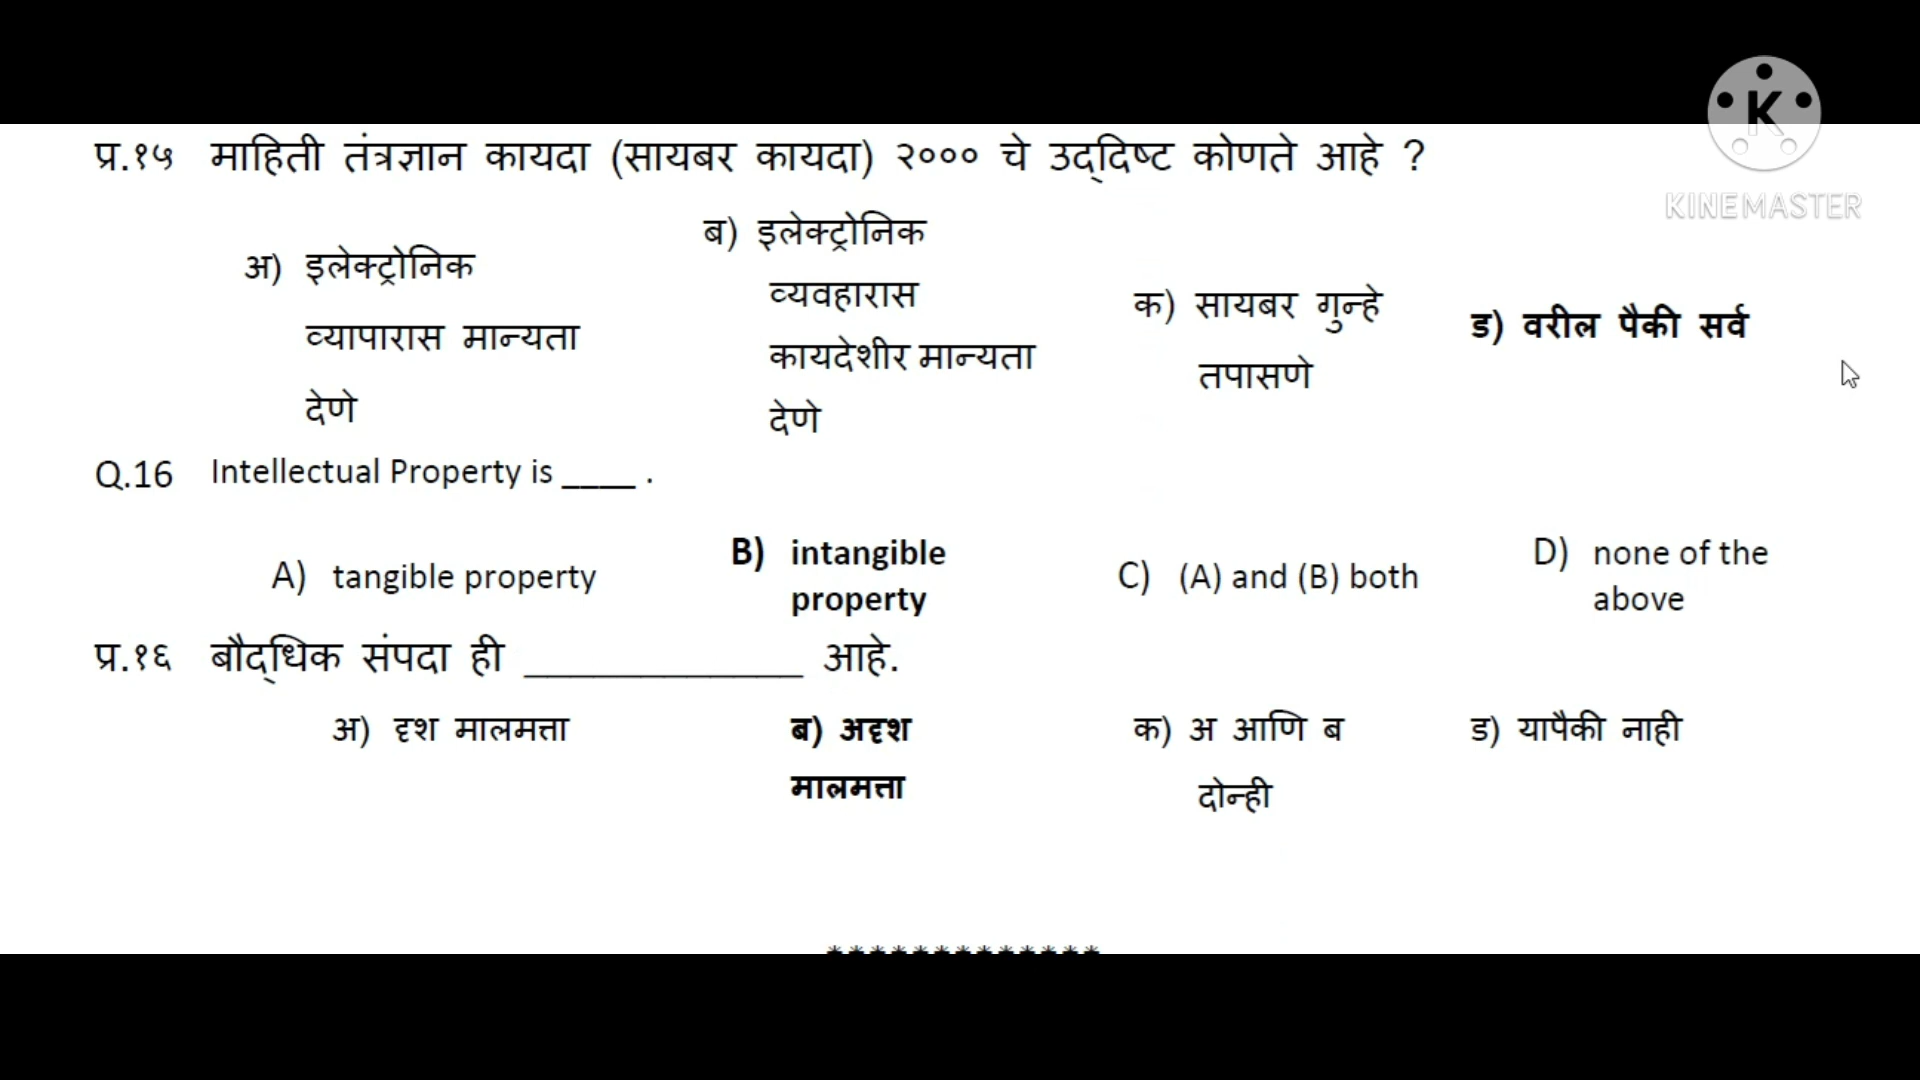 K
KINEMASTER
प्र.१५ माहिती तंत्रज्ञान कायदा (सायबर कायदा) २००० चे उद्दिष्ट कोणते आहे ?
अ) इलेक्ट्रोनिक
व्यापारास मान्यता
देणे
ब) इलेक्ट्रोनिक
व्यवहारास
कायदेशीर मान्यता
देणे
क) सायबर गुन्हे
तपासणे
ड) वरील पैकी सर्व
Q.16 Intellectual Property is ____ .
A) tangible property
B) intangible
property
C) (A) and (B) both
D) none of the
above
प्र.१६ बौद्धिक संपदा ही _____________ आहे.
अ) दृश मालमत्ता
ब) अदृश
मालमत्ता
क) अ आणि ब
दोन्ही
ड) यापैकी नाही
*************